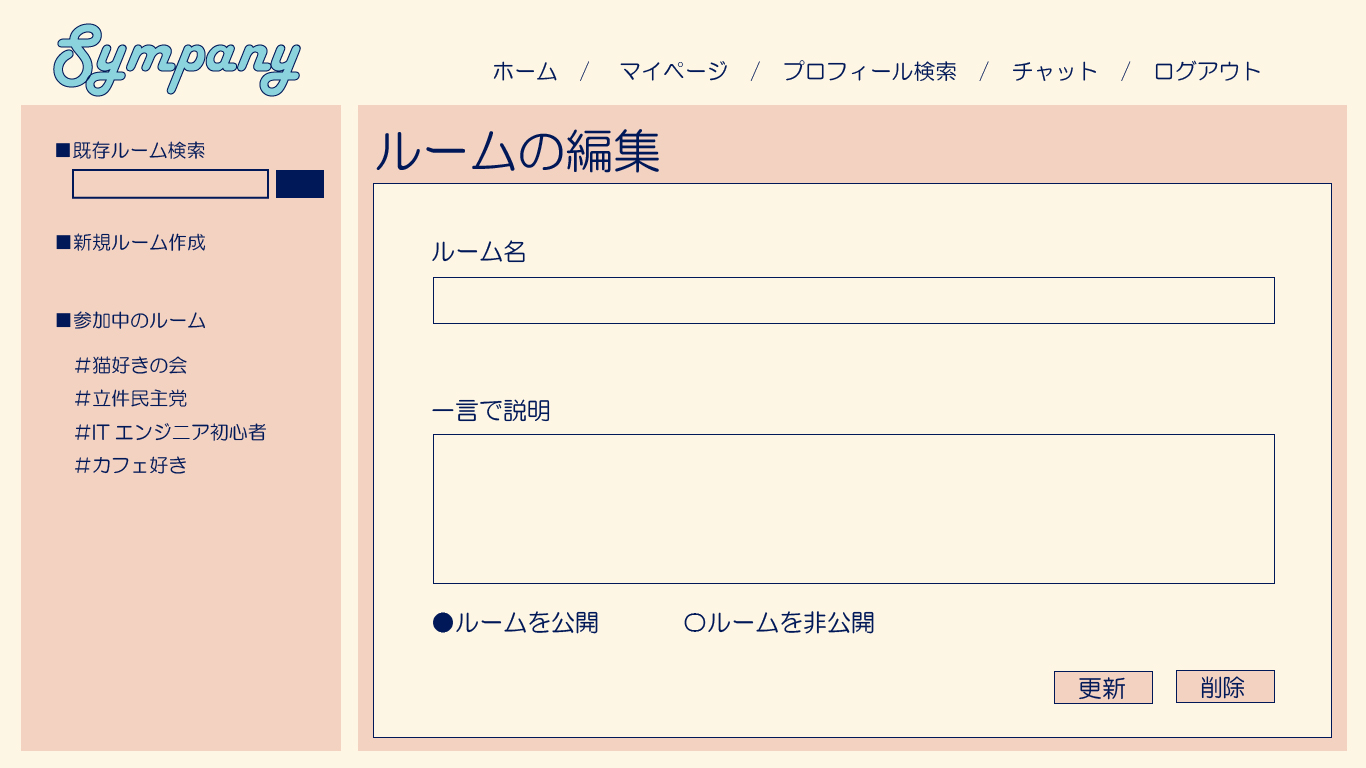 Sympany
ホーム / マイページ / プロフィール検索 / チャット / ログアウト
■既存ルーム検索
■新規ルーム作成
■参加中のルーム
#猫好きの会
#立件民主党
#IT エンジニア初心者
#カフェ好き
ルームの編集
ルーム名
一言で説明
●ルームを公開 ○ルームを非公開
更新 削除